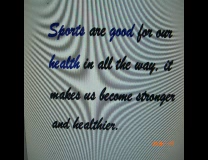 Sports are good for our
health in all the way, it
makes us become stronger
and healthier.